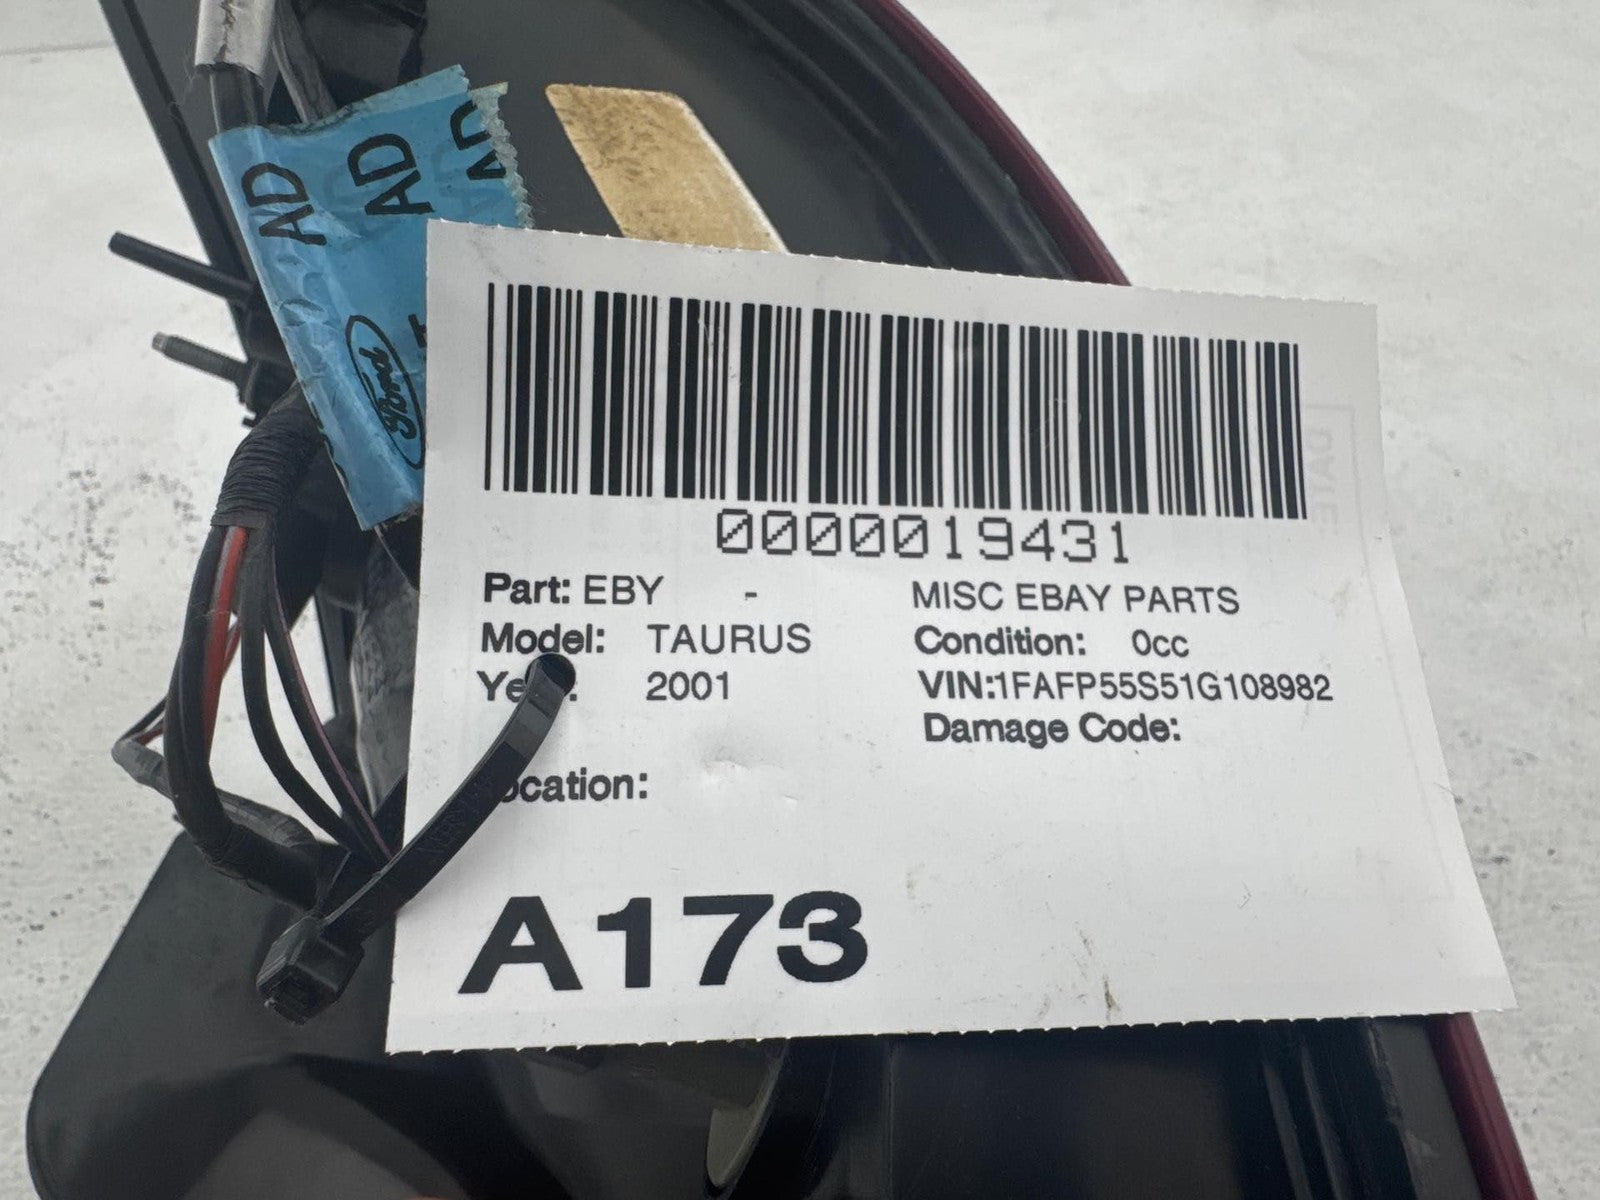 AD AD AD
Ford
0000019431
Part: EBY - MISC EBAY PARTS
Model: TAURUS Condition: 0cc
2001 VIN:1FAFP55S51G108982
Damage Code:
A173